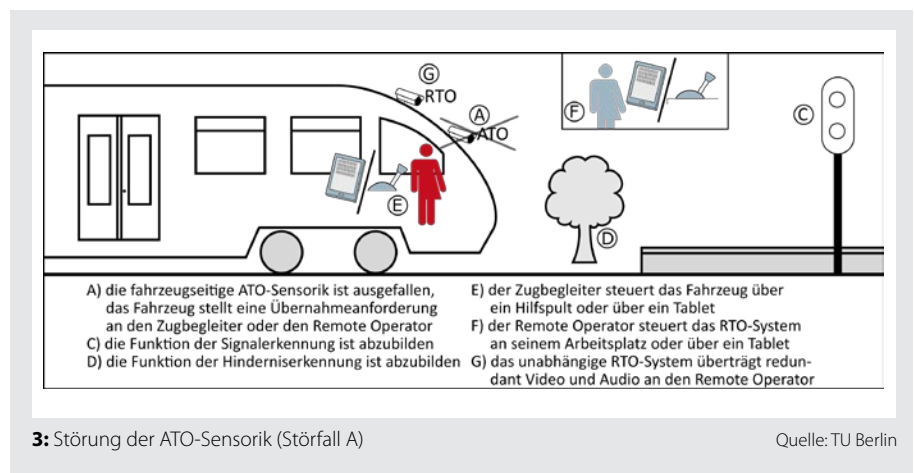 Ⓖ
RTO
Ⓐ
ATO
Ⓕ
Ⓒ
Ⓔ
Ⓓ
A) die fahrzeugseitige ATO-Sensorik ist ausgefallen,
das Fahrzeug stellt eine Übernahmeanforderung
an den Zugbegleiter oder den Remote Operator
C) die Funktion der Signalerkennung ist abzubilden
D) die Funktion der Hinderniserkennung ist abzubilden
E) der Zugbegleiter steuert das Fahrzeug über
ein Hilfspult oder über ein Tablet
F) der Remote Operator steuert das RTO-System
an seinem Arbeitsplatz oder über ein Tablet
G) das unabhängige RTO-System überträgt redun-
dant Video und Audio an den Remote Operator
3: Störung der ATO-Sensorik (Störfall A)
Quelle: TU Berlin